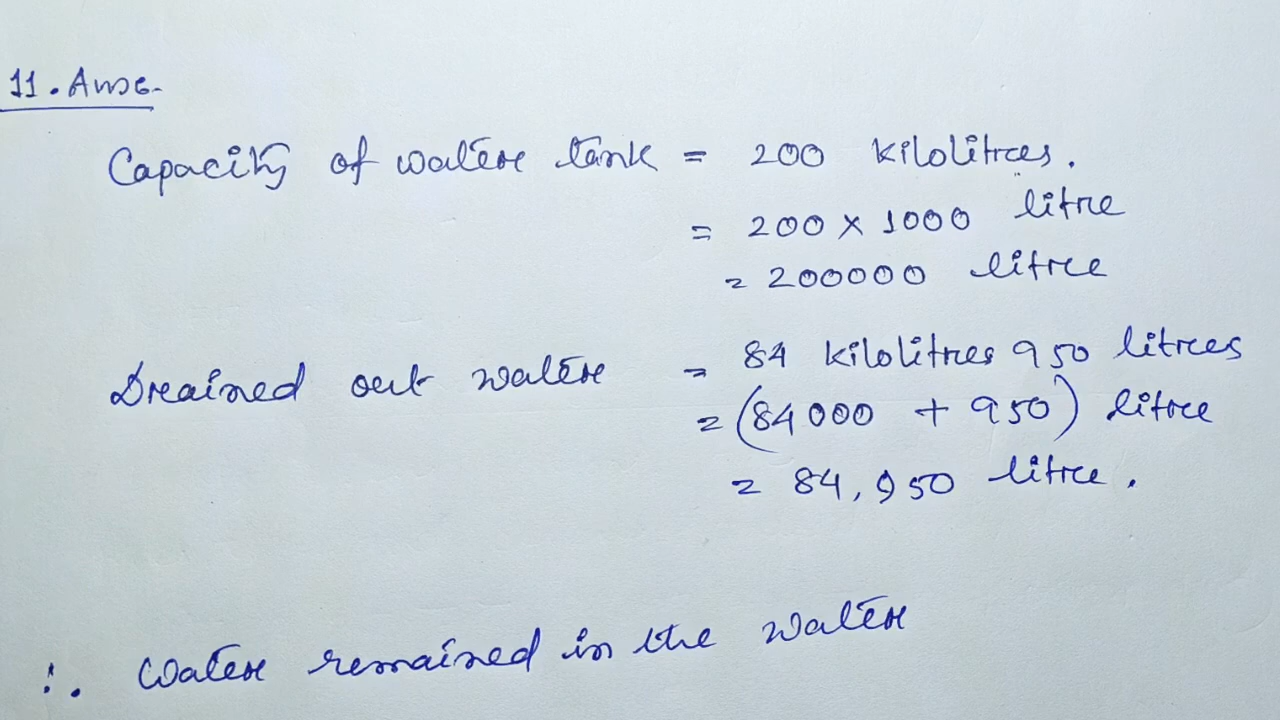 11. Ans.
Capacity of water tank = 200 kilolitres.
= 200 × 1000 litre
= 200000 litre
Drained out water = 84 kilolitres 950 litres
= (84000 + 950) litre
= 84,950 litre.
∴ Water remained in the water